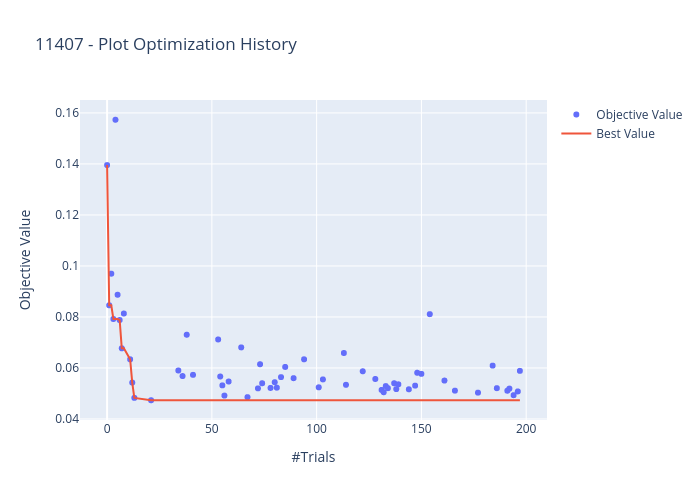 11407 - Plot Optimization History
Objective Value
Best Value
0.16
0.14
0.12
0.1
0.08
0.06
0.04
Objective Value
0
50
100
150
200
#Trials